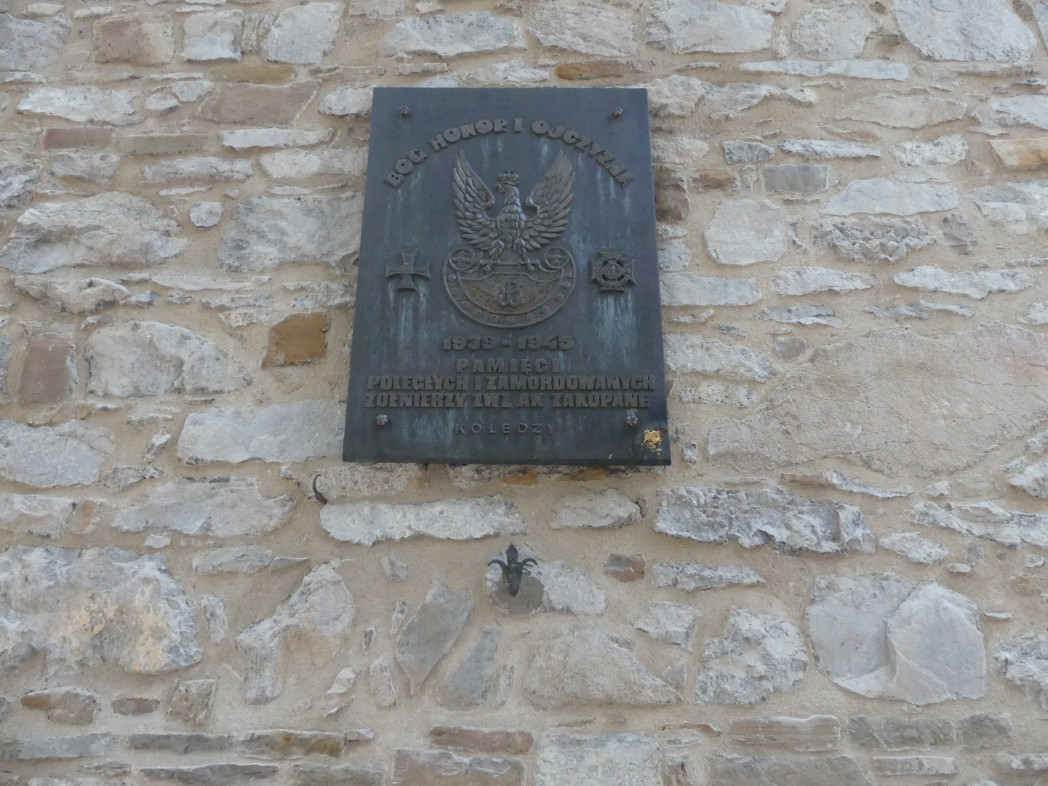 BÓG HONOR I OJCZYZNA
1939-1945
PAMIĘCI
POLEGŁYCH I ZAMORDOWANYCH
ŻOŁNIERZY ZWZ AK ZAKOPANE
KOLEDZY